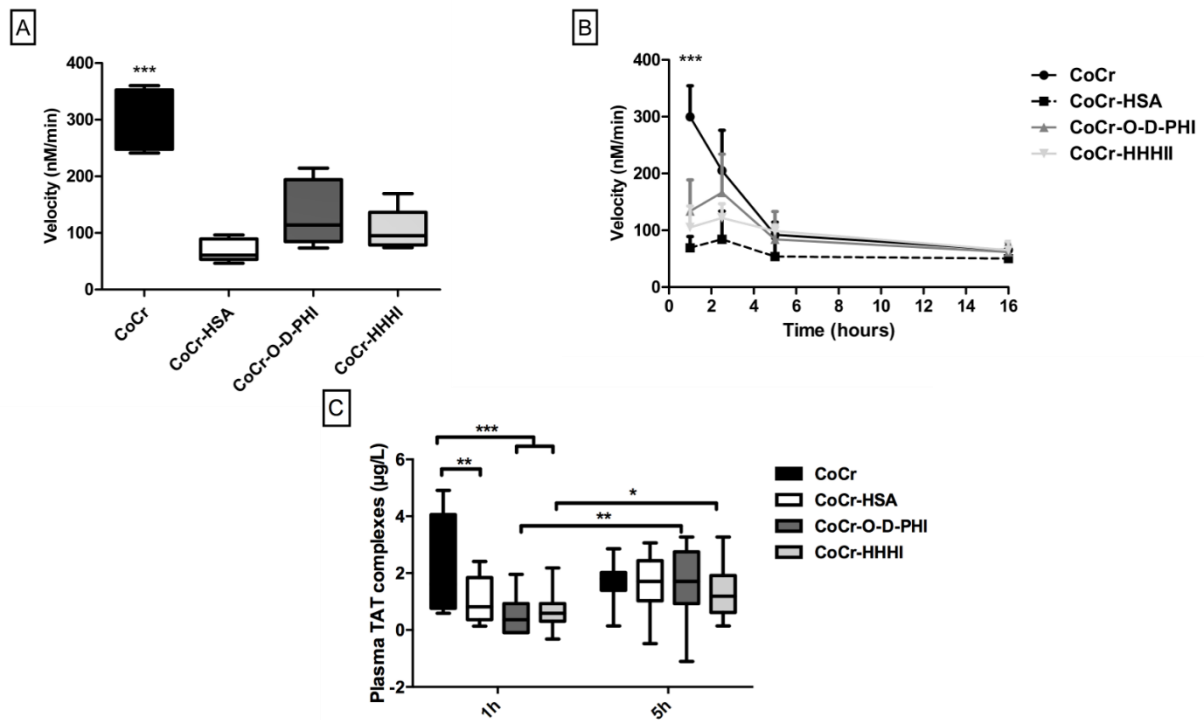 A
400
300
200
100
0
Velocity (nM/min)
***
CoCr
CoCr-HSA
CoCr-O-D-PHI
CoCr-HHHI
B
400
300
200
100
0
Velocity (nM/min)
***
0 2 4 6 8 10 12 14 16
Time (hours)
CoCr
CoCr-HSA
CoCr-O-D-PHI
CoCr-HHHII
C
6
4
2
0
-2
Plasma TAT complexes (µg/L)
***
**
*
**
1h
5h
CoCr
CoCr-HSA
CoCr-O-D-PHI
CoCr-HHHI